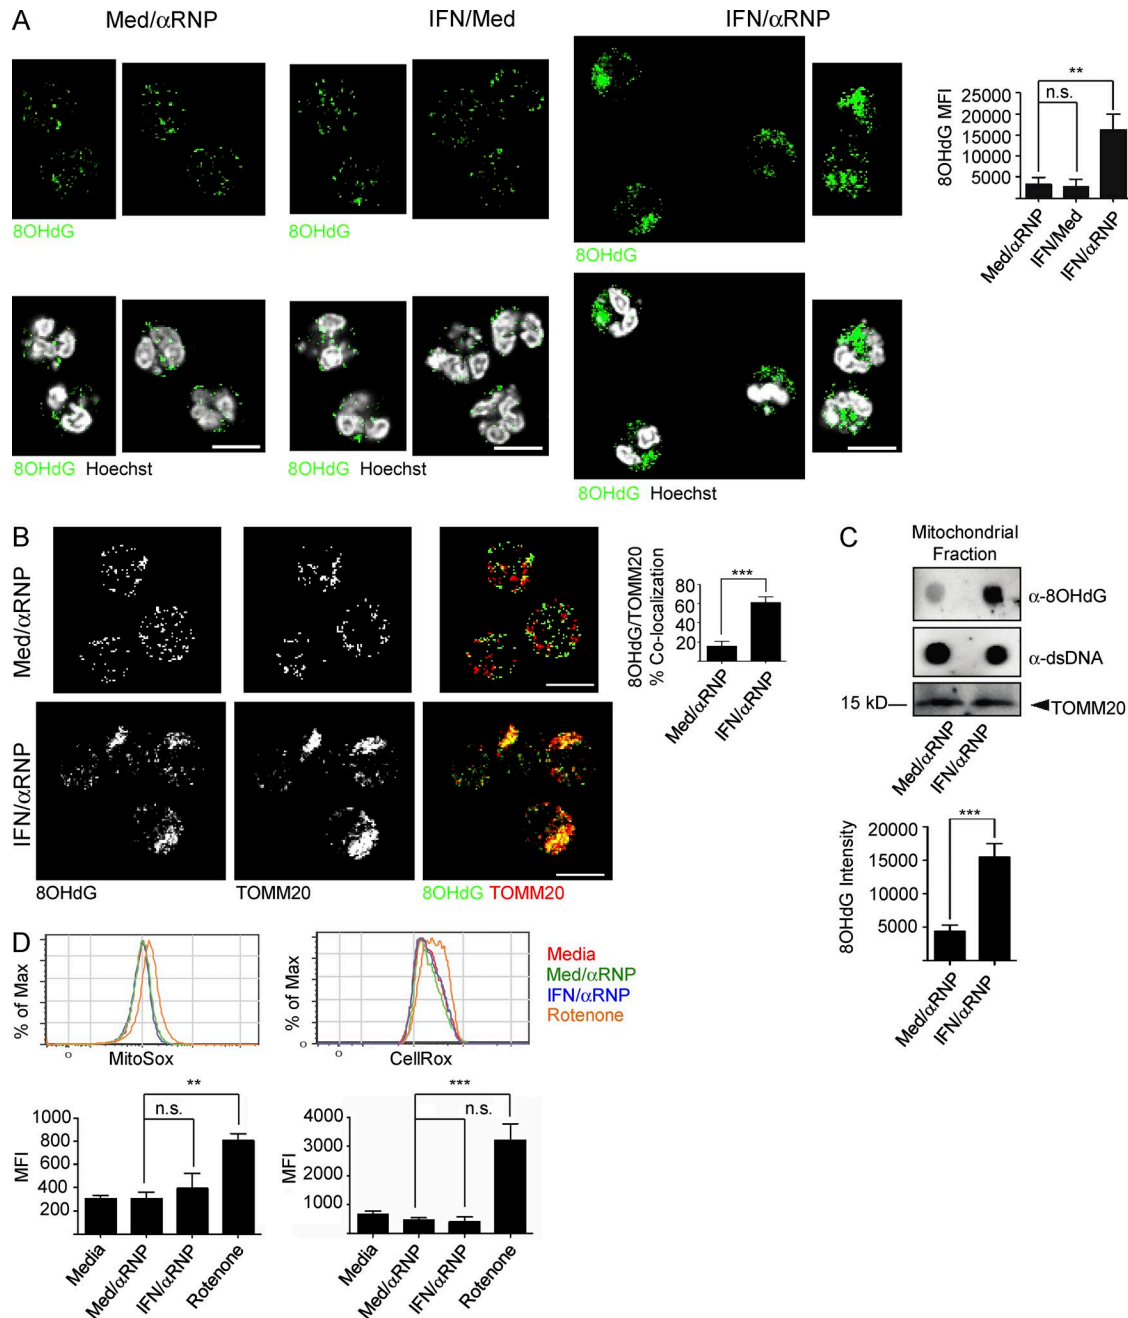 A
Med/αRNP
IFN/Med
IFN/αRNP
8OHdG
8OHdG
8OHdG
8OHdG Hoechst
8OHdG Hoechst
8OHdG Hoechst
**
n.s.
25000
20000
15000
10000
5000
8OHdG MFI
Med/αRNP
IFN/Med
IFN/αRNP
B
Med/αRNP
IFN/αRNP
8OHdG
TOMM20
8OHdG TOMM20
***
80
60
40
20
8OHdG/TOMM20
% Co-localization
Med/αRNP
IFN/αRNP
C
Mitochondrial
Fraction
α-8OHdG
α-dsDNA
15 kD
TOMM20
Med/αRNP
IFN/αRNP
***
20000
15000
10000
5000
8OHdG Intensity
Med/αRNP
IFN/αRNP
D
% of Max
0
MitoSox
% of Max
0
0
CellRox
Media
Med/αRNP
IFN/αRNP
Rotenone
**
n.s.
1000
800
600
400
200
MFI
Media
Med/αRNP
IFN/αRNP
Rotenone
***
n.s.
4000
3000
2000
1000
MFI
Media
Med/αRNP
IFN/αRNP
Rotenone